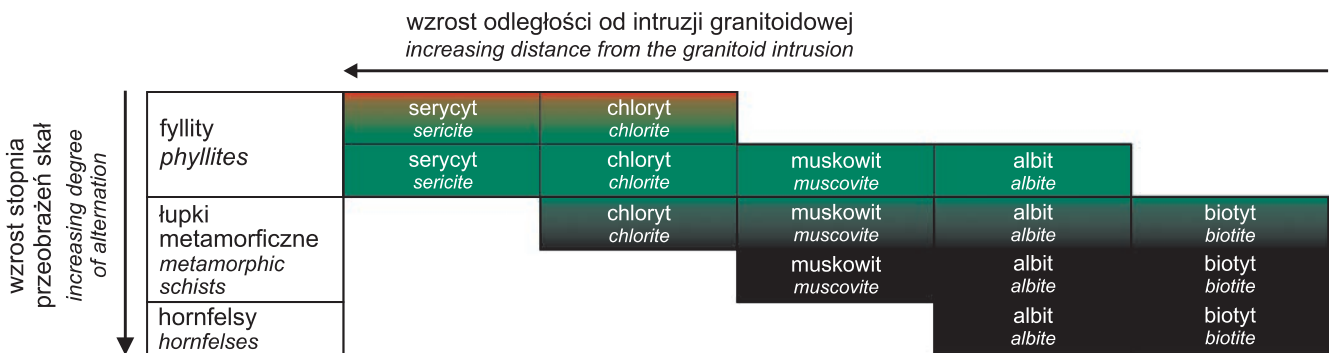 wzrost odległości od intruzji granitoidowej
increasing distance from the granitoid intrusion
wzrost stopnia
przeobrażeń skał
increasing degree
of alternation
fyllity
phyllites
serycyt
sericite
chloryt
chlorite
serycyt
sericite
chloryt
chlorite
muskowit
muscovite
albit
albite
łupki
metamorficzne
metamorphic
schists
chloryt
chlorite
muskowit
muscovite
albit
albite
biotyt
biotite
muskowit
muscovite
albit
albite
biotyt
biotite
hornfelsy
hornfelses
albit
albite
biotyt
biotite